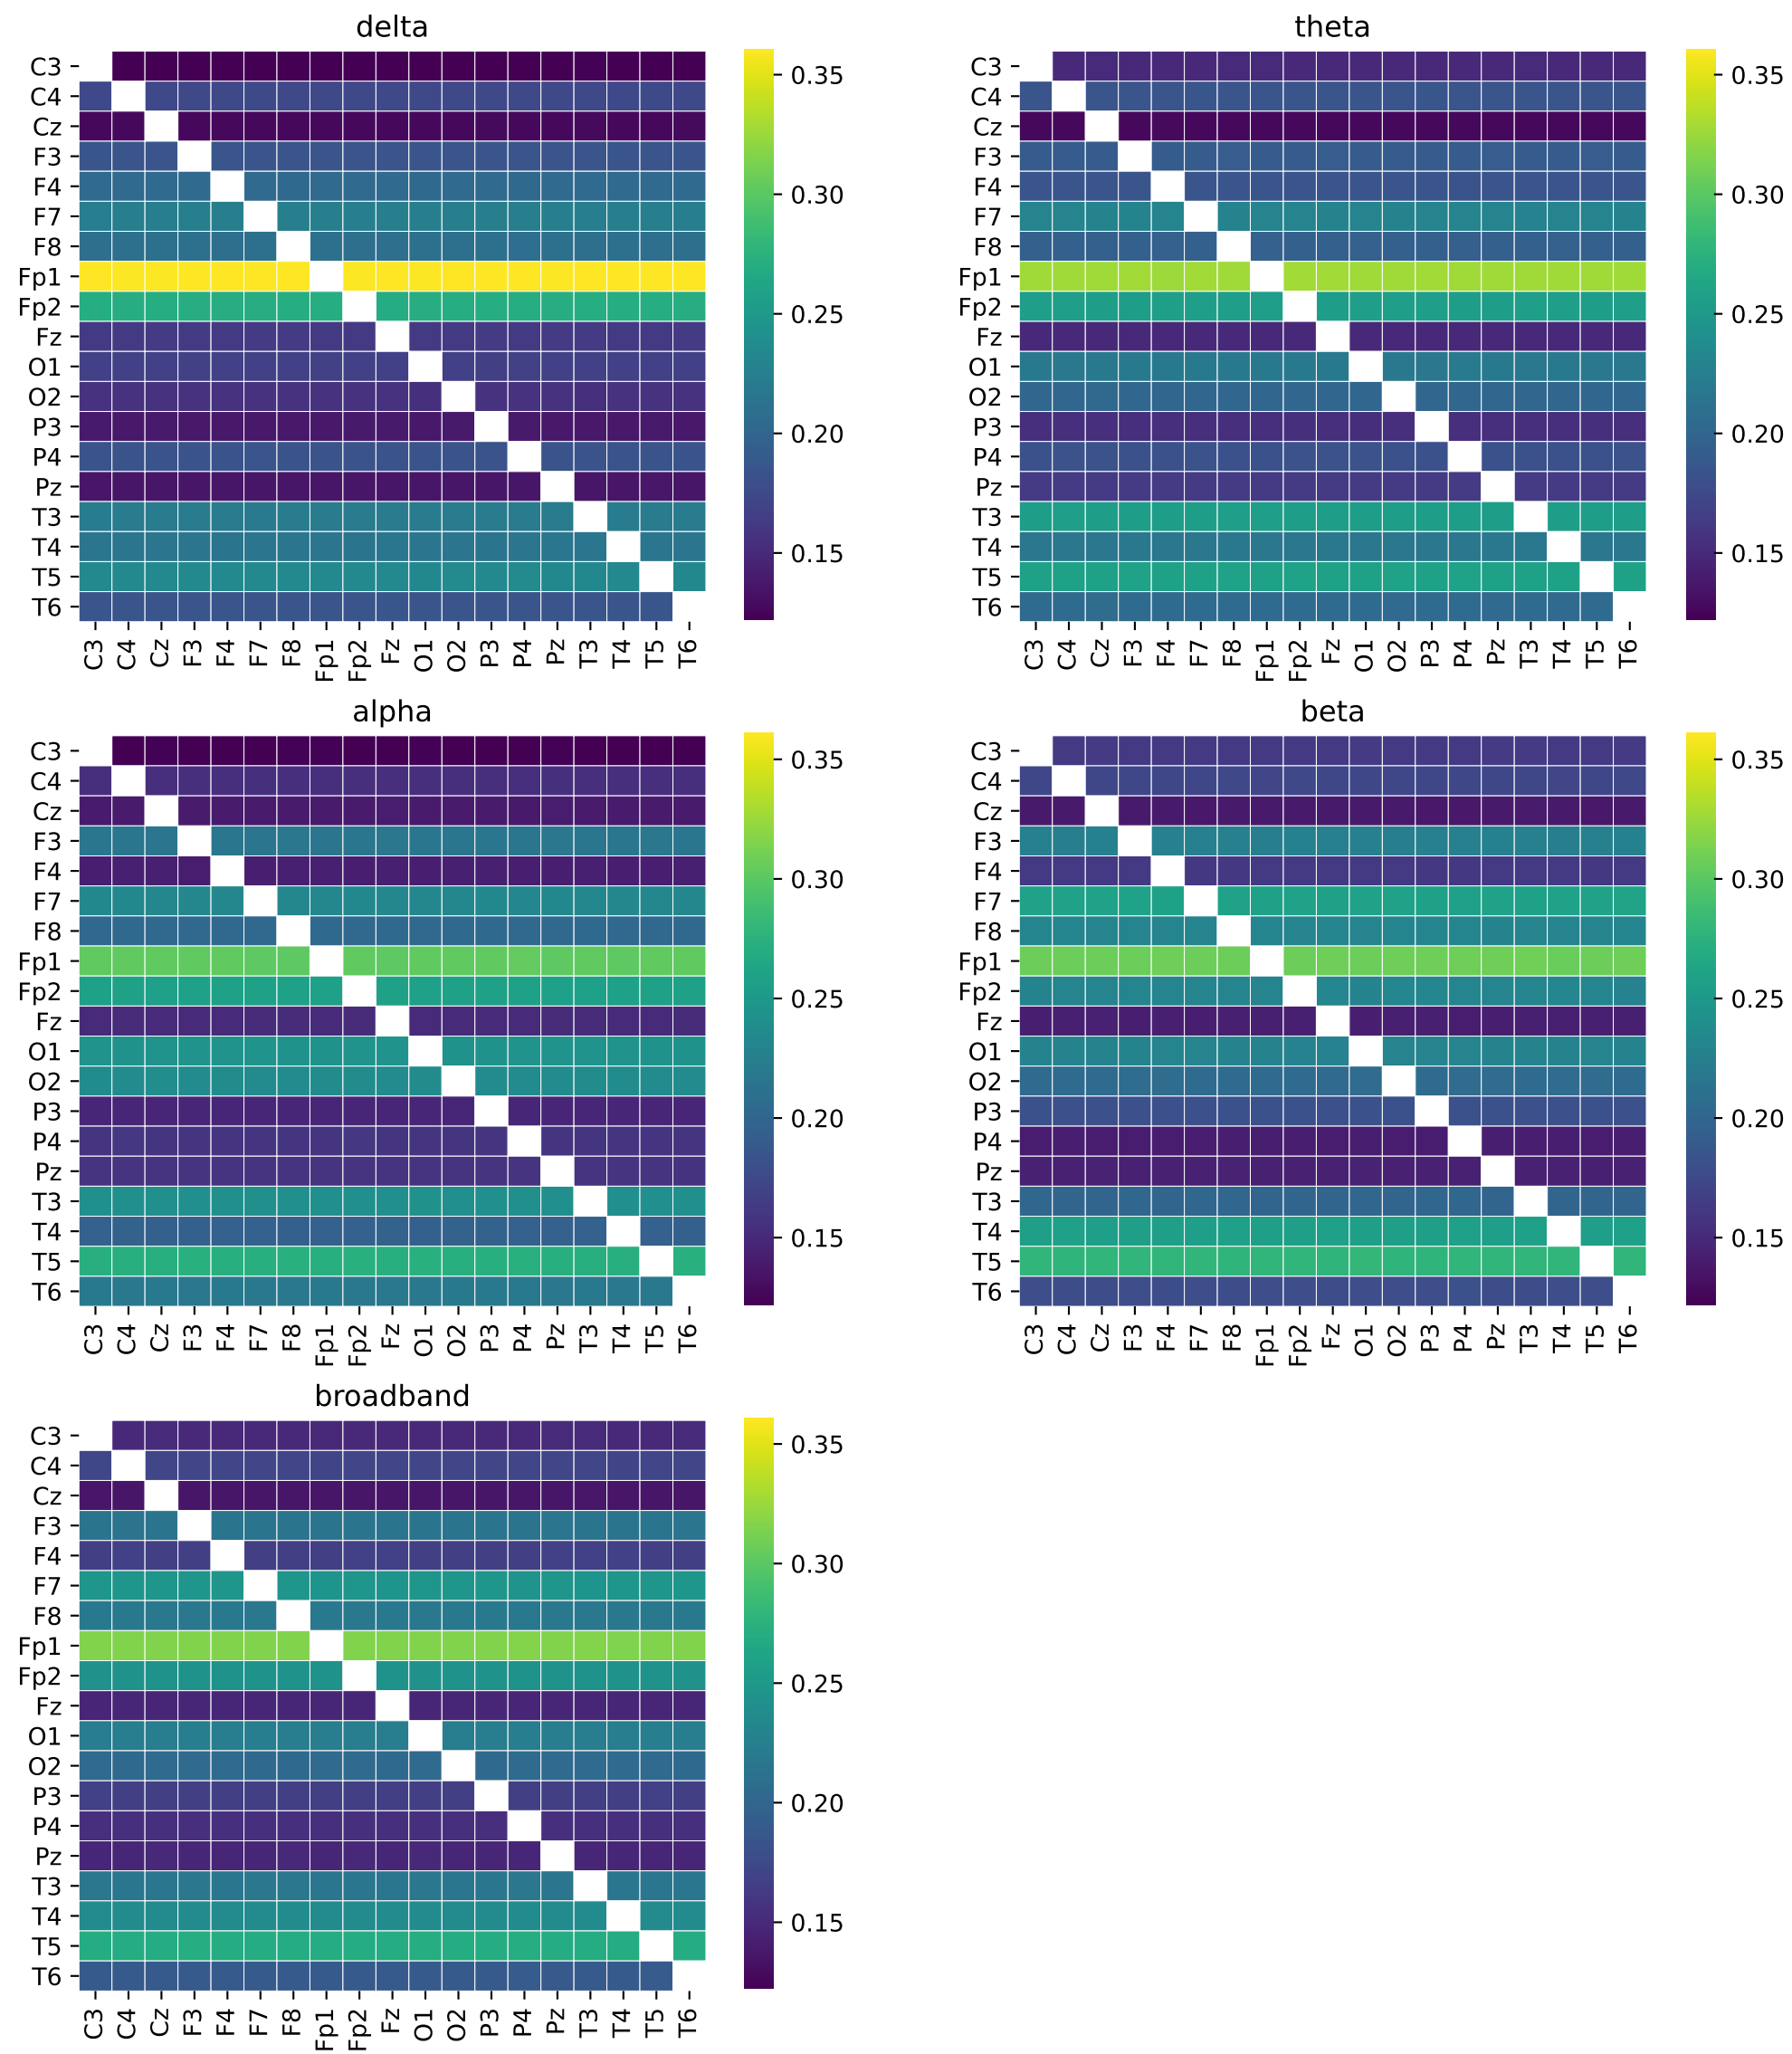 delta
C3
C4
Cz
F3
F4
F7
F8
Fp1
Fp2
Fz
O1
O2
P3
P4
Pz
T3
T4
T5
T6
C3 C4 Cz F3 F4 F7 F8 Fp1 Fp2 Fz O1 O2 P3 P4 Pz T3 T4 T5 T6
0.35
0.30
0.25
0.20
0.15
theta
C3
C4
Cz
F3
F4
F7
F8
Fp1
Fp2
Fz
O1
O2
P3
P4
Pz
T3
T4
T5
T6
C3 C4 Cz F3 F4 F7 F8 Fp1 Fp2 Fz O1 O2 P3 P4 Pz T3 T4 T5 T6
0.35
0.30
0.25
0.20
0.15
alpha
C3
C4
Cz
F3
F4
F7
F8
Fp1
Fp2
Fz
O1
O2
P3
P4
Pz
T3
T4
T5
T6
C3 C4 Cz F3 F4 F7 F8 Fp1 Fp2 Fz O1 O2 P3 P4 Pz T3 T4 T5 T6
0.35
0.30
0.25
0.20
0.15
beta
C3
C4
Cz
F3
F4
F7
F8
Fp1
Fp2
Fz
O1
O2
P3
P4
Pz
T3
T4
T5
T6
C3 C4 Cz F3 F4 F7 F8 Fp1 Fp2 Fz O1 O2 P3 P4 Pz T3 T4 T5 T6
0.35
0.30
0.25
0.20
0.15
broadband
C3
C4
Cz
F3
F4
F7
F8
Fp1
Fp2
Fz
O1
O2
P3
P4
Pz
T3
T4
T5
T6
C3 C4 Cz F3 F4 F7 F8 Fp1 Fp2 Fz O1 O2 P3 P4 Pz T3 T4 T5 T6
0.35
0.30
0.25
0.20
0.15